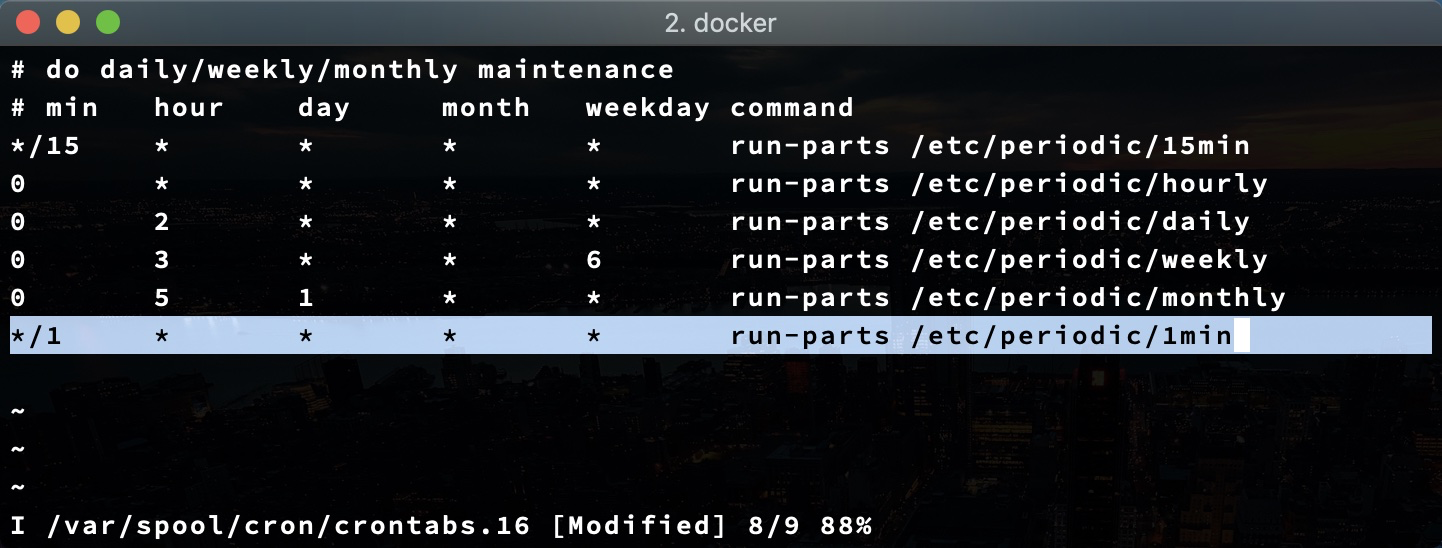 2. docker
# do daily/weekly/monthly maintenance
# min   hour    day     month   weekday command
*/15    *       *       *       *       run-parts /etc/periodic/15min
0       *       *       *       *       run-parts /etc/periodic/hourly
0       2       *       *       *       run-parts /etc/periodic/daily
0       3       *       *       6       run-parts /etc/periodic/weekly
0       5       1       *       *       run-parts /etc/periodic/monthly
*/1     *       *       *       *       run-parts /etc/periodic/1min
~
~
~
I /var/spool/cron/crontabs.16 [Modified] 8/9 88%